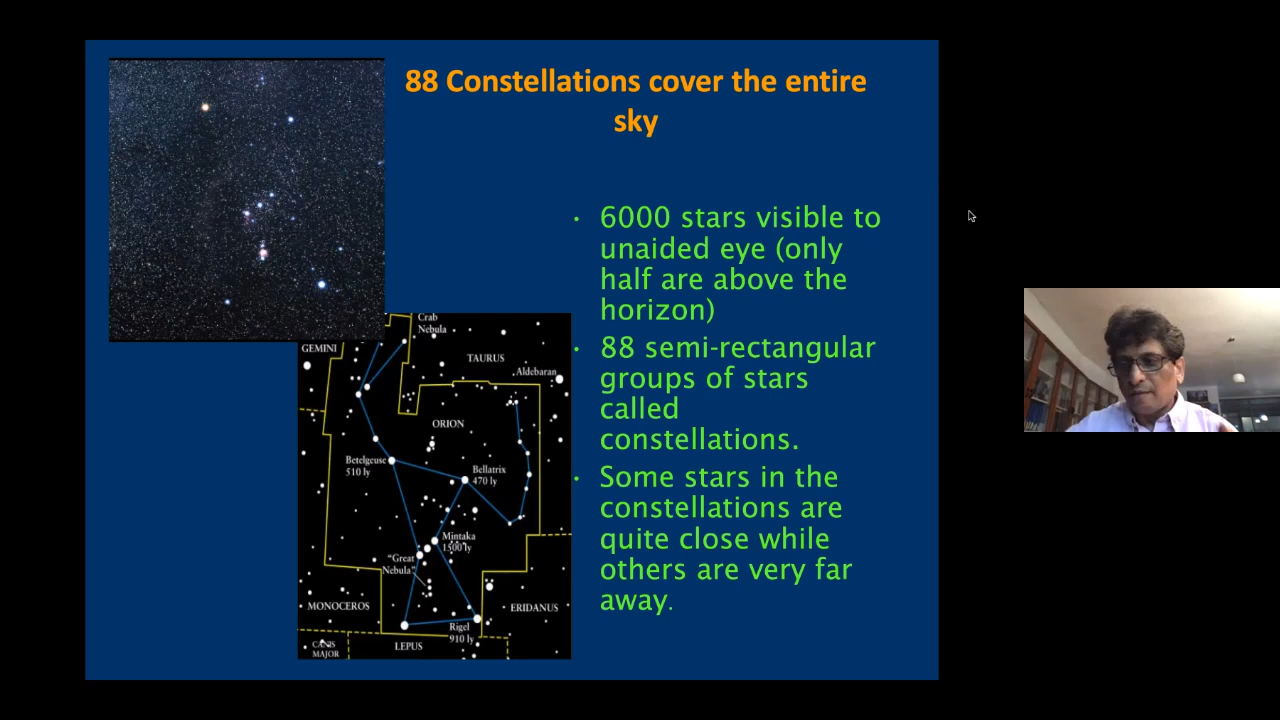 88 Constellations cover the entire
sky
• 6000 stars visible to
unaided eye (only
half are above the
horizon)
• 88 semi-rectangular
groups of stars
called
constellations.
• Some stars in the
constellations are
quite close while
others are very far
away.
Crab
Nebula
GEMINI
TAURUS
Aldebaran
ORION
Betelgeuse
510 ly
Bellatrix
470 ly
Mintaka
1500 ly
"Great
Nebula"
MONOCEROS
ERIDANUS
Rigel
910 ly
CANIS
MAJOR
LEPUS